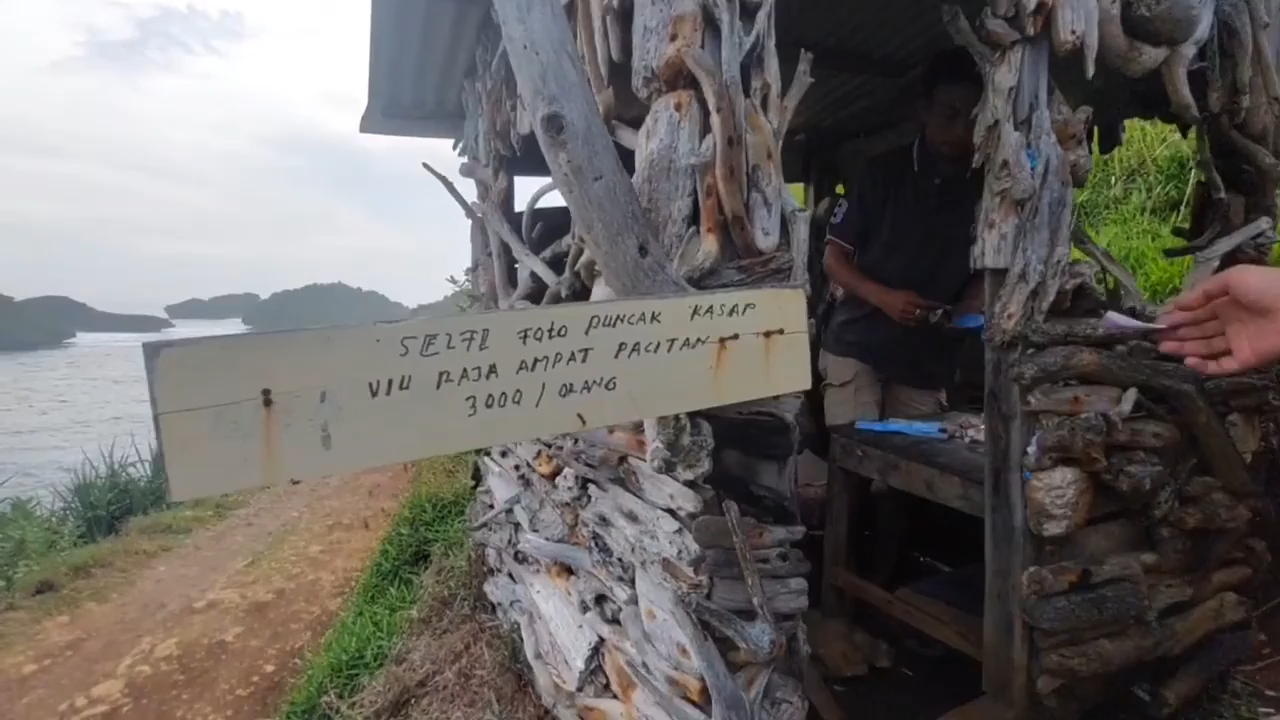 SELFI FOTO PUNCAK KASAP
VIU RAJA AMPAT PACITAN
3000 / ORANG